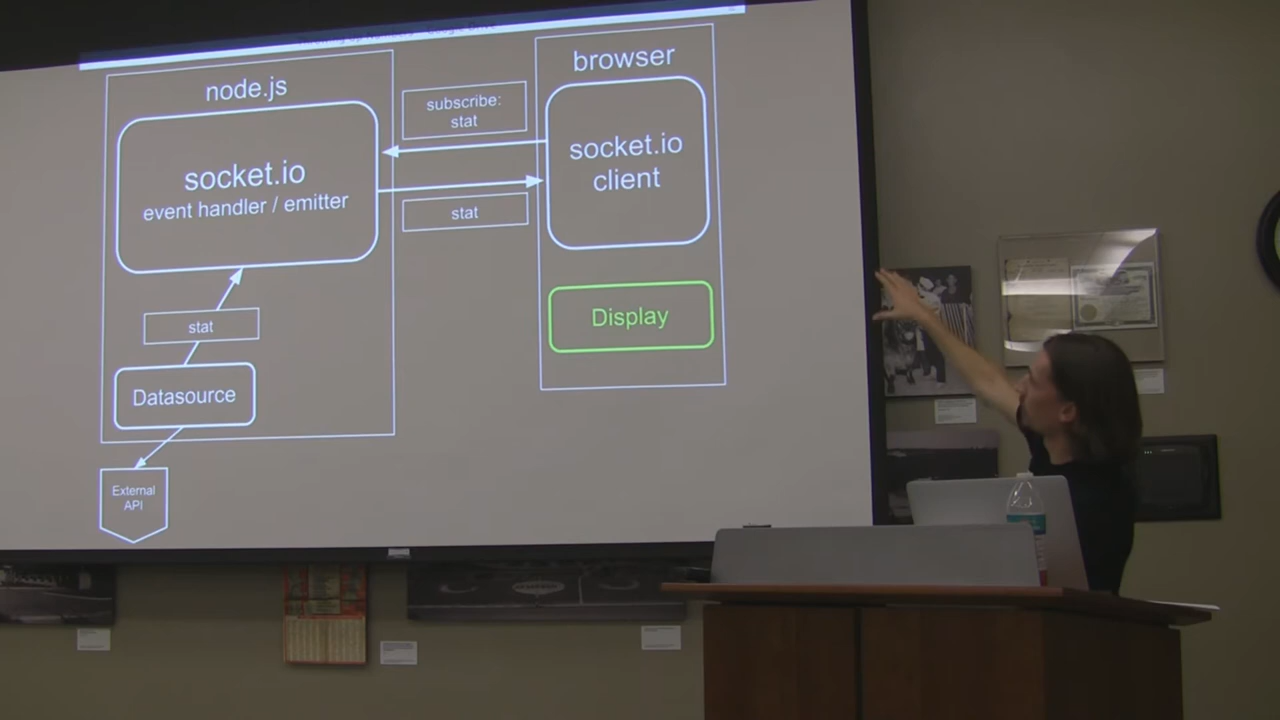 node.js
socket.io
event handler / emitter
stat
Datasource
External
API
subscribe:
stat
stat
browser
socket.io
client
Display